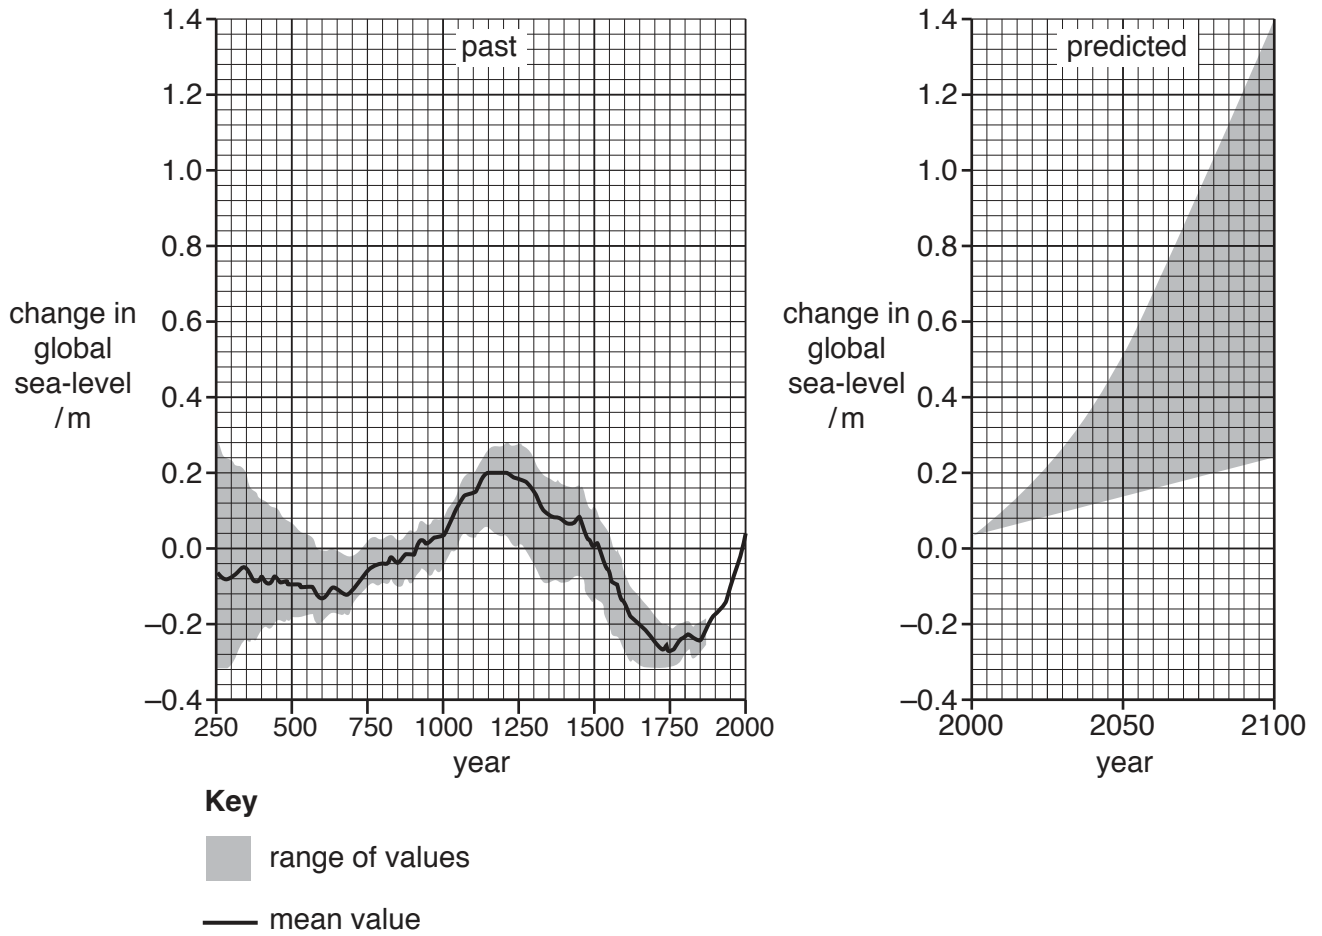 past
1.4
1.2
1.0
0.8
0.6
0.4
0.2
0.0
–0.2
–0.4
change in
global
sea-level
/ m
250 500 750 1000 1250 1500 1750 2000
year
predicted
1.4
1.2
1.0
0.8
0.6
0.4
0.2
0.0
–0.2
–0.4
change in
global
sea-level
/ m
2000 2050 2100
year
Key
range of values
mean value